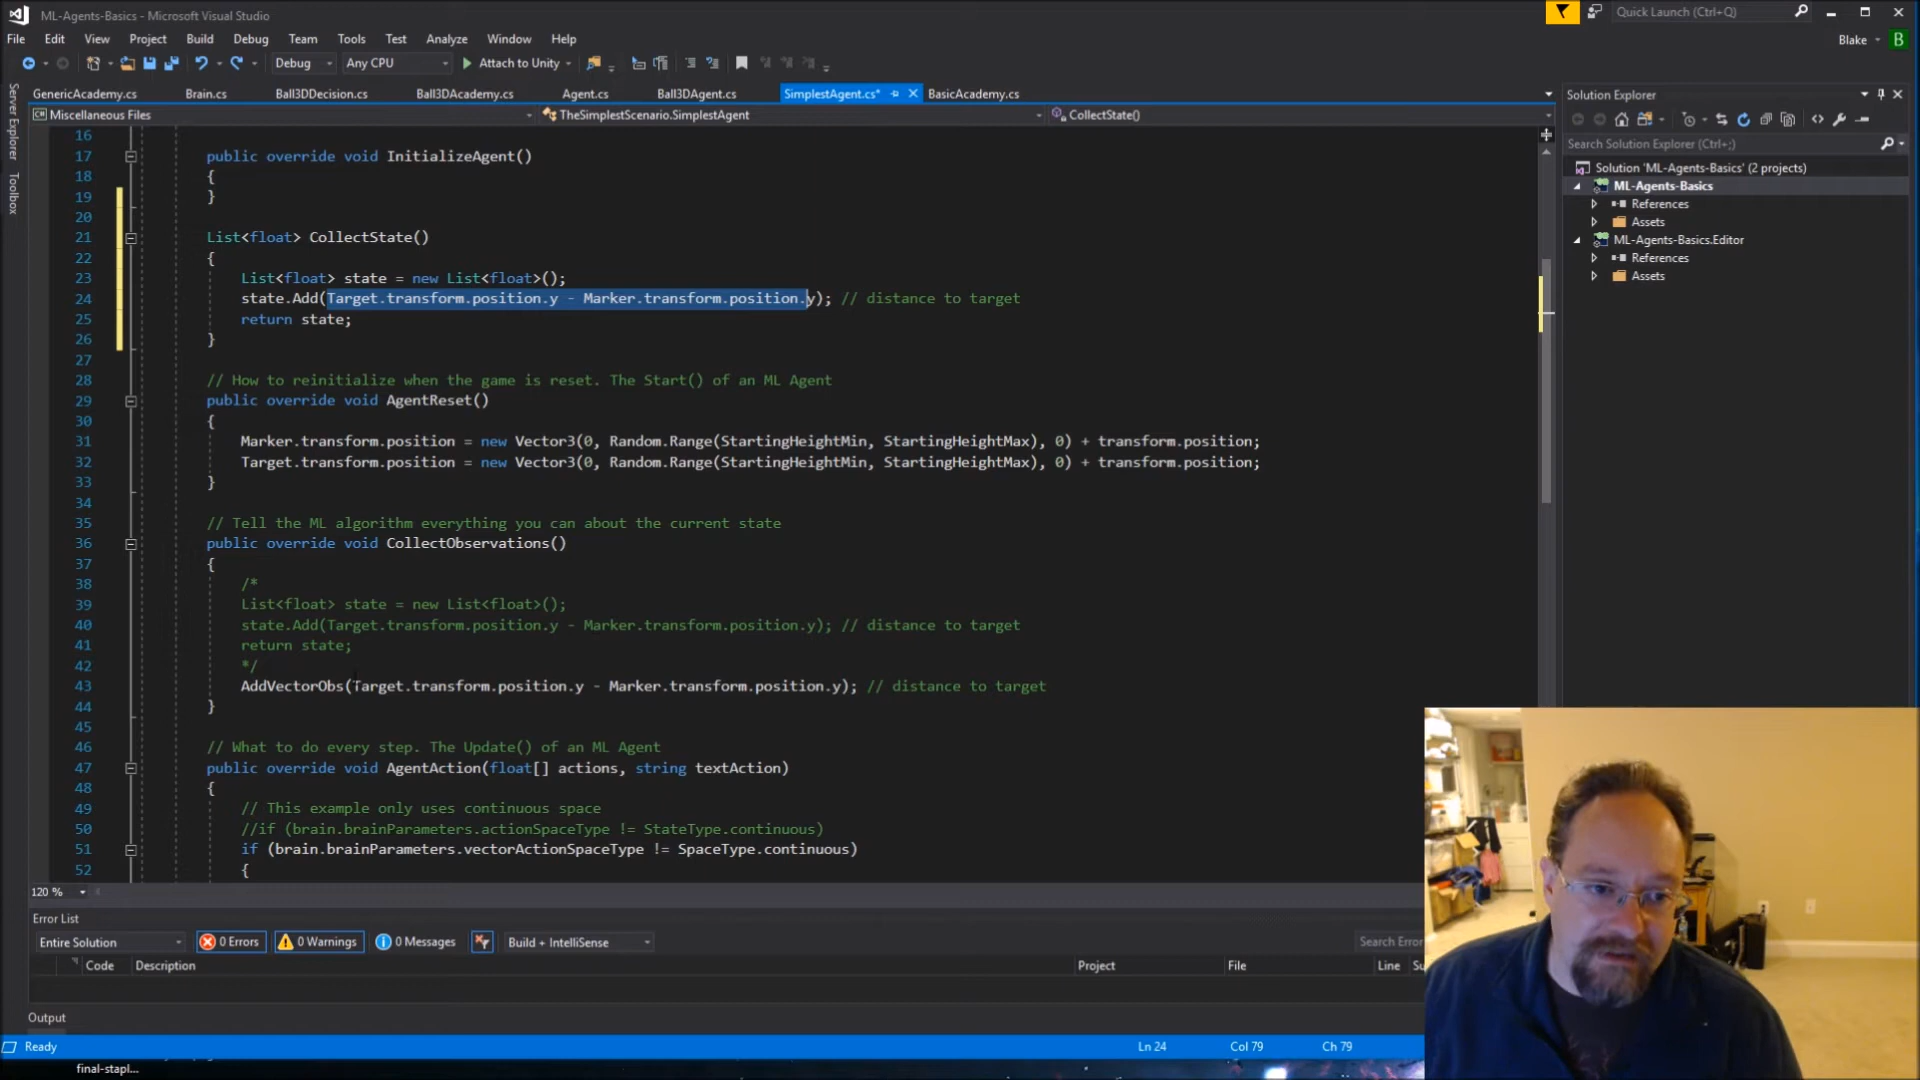 ML-Agents-Basics - Microsoft Visual Studio
Quick Launch (Ctrl+Q)
File Edit View Project Build Debug Team Tools Test Analyze Window Help
Blake B
Debug Any CPU Attach to Unity
GenericAcademy.cs Brain.cs Ball3DDecision.cs Ball3DAcademy.cs Agent.cs Ball3DAgent.cs SimplestAgent.cs* BasicAcademy.cs
Miscellaneous Files TheSimplestScenario.SimplestAgent CollectState()
Server Explorer
Toolbox
16
17 public override void InitializeAgent()
18 {
19 }
20
21 List<float> CollectState()
22 {
23 List<float> state = new List<float>();
24 state.Add(Target.transform.position.y - Marker.transform.position.y); // distance to target
25 return state;
26 }
27
28 // How to reinitialize when the game is reset. The Start() of an ML Agent
29 public override void AgentReset()
30 {
31 Marker.transform.position = new Vector3(0, Random.Range(StartingHeightMin, StartingHeightMax), 0) + transform.position;
32 Target.transform.position = new Vector3(0, Random.Range(StartingHeightMin, StartingHeightMax), 0) + transform.position;
33 }
34
35 // Tell the ML algorithm everything you can about the current state
36 public override void CollectObservations()
37 {
38 /*
39 List<float> state = new List<float>();
40 state.Add(Target.transform.position.y - Marker.transform.position.y); // distance to target
41 return state;
42 */
43 AddVectorObs(Target.transform.position.y - Marker.transform.position.y); // distance to target
44 }
45
46 // What to do every step. The Update() of an ML Agent
47 public override void AgentAction(float[] actions, string textAction)
48 {
49 // This example only uses continuous space
50 //if (brain.brainParameters.actionSpaceType != StateType.continuous)
51 if (brain.brainParameters.vectorActionSpaceType != SpaceType.continuous)
52 {
120 %
Solution Explorer
Search Solution Explorer (Ctrl+;)
Solution 'ML-Agents-Basics' (2 projects)
ML-Agents-Basics
References
Assets
ML-Agents-Basics.Editor
References
Assets
Error List
Entire Solution 0 Errors 0 Warnings 0 Messages Build + IntelliSense Search Error
Code Description Project File Line Su
Output
Ready Ln 24 Col 79 Ch 79
final-stapl...